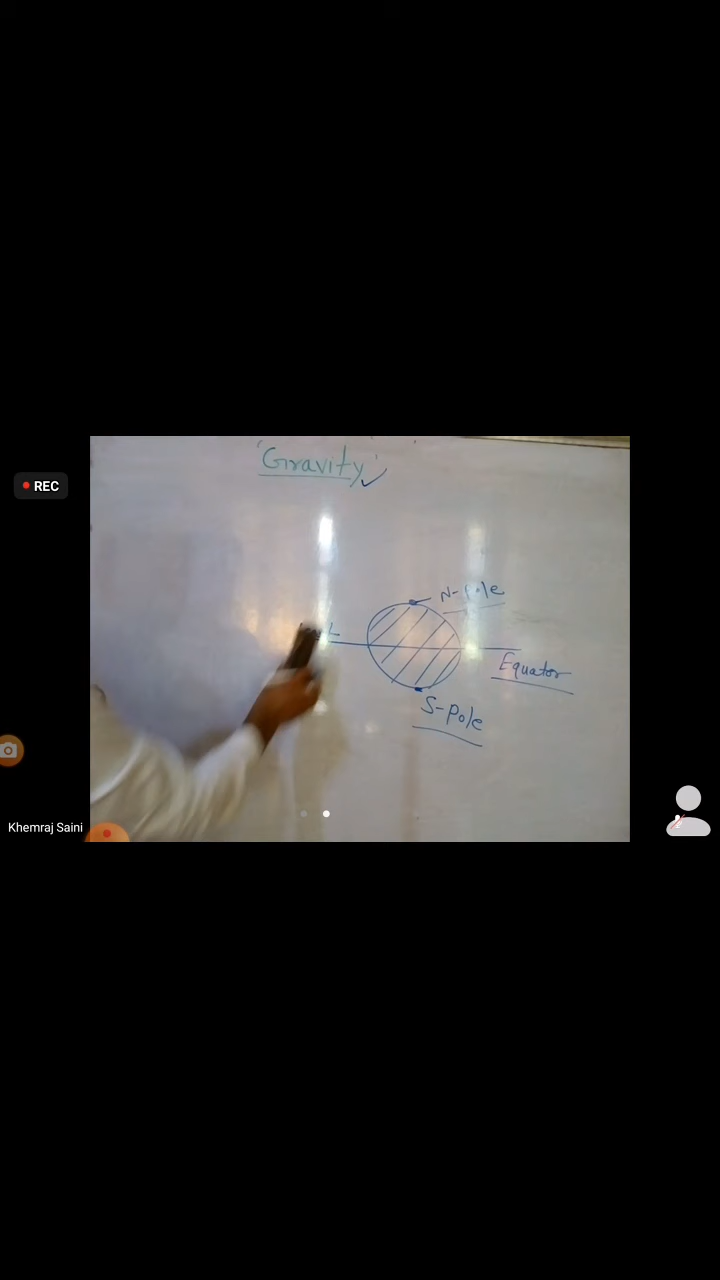 'Gravity'
REC
N-Pole
Equator
S-Pole
Khemraj Saini